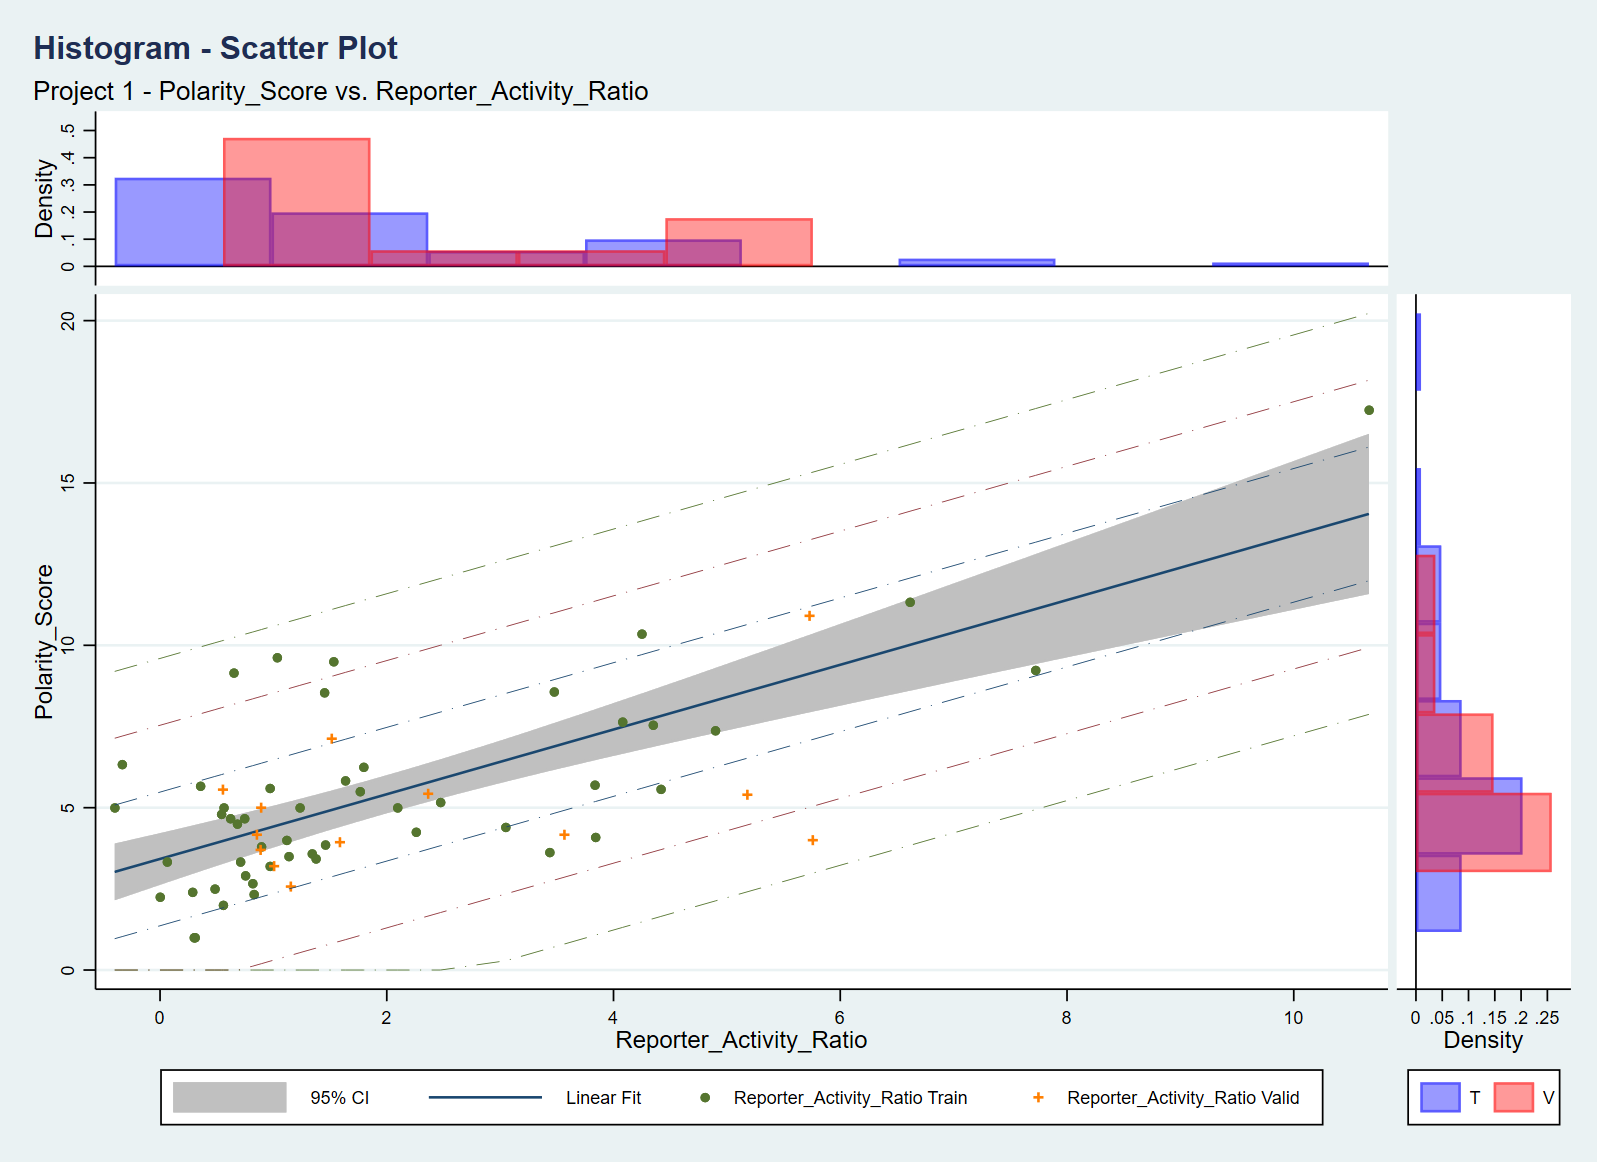 Histogram - Scatter Plot
Project 1 - Polarity_Score vs. Reporter_Activity_Ratio
Density
.5
.4
.3
.2
.1
0
Polarity_Score
20
15
10
5
0
0 2 4 6 8 10
Reporter_Activity_Ratio
0 .05 .1 .15 .2 .25
Density
95% CI Linear Fit Reporter_Activity_Ratio Train Reporter_Activity_Ratio Valid
T V